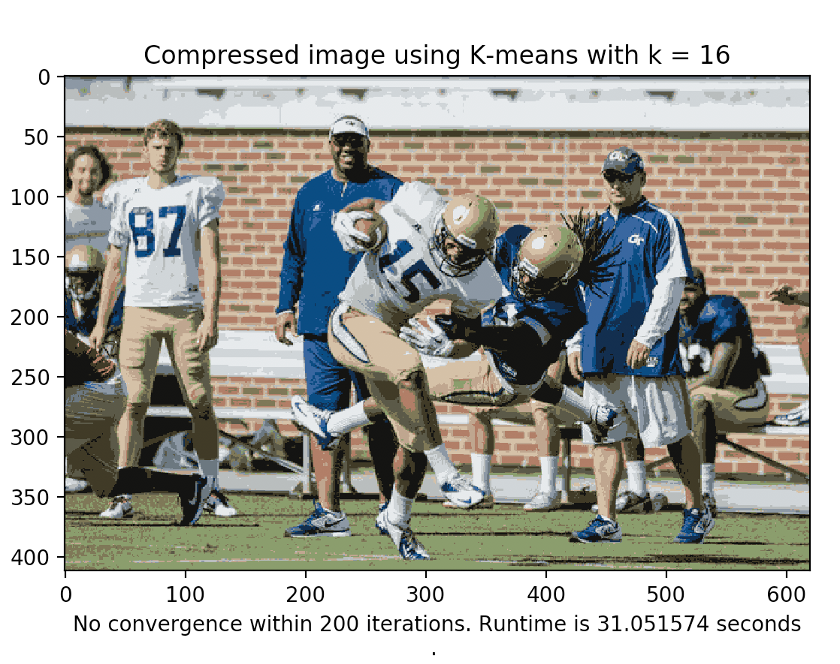 Compressed image using K-means with k = 16
0
50
100
150
200
250
300
350
400
87
15
GT
0 100 200 300 400 500 600
No convergence within 200 iterations. Runtime is 31.051574 seconds